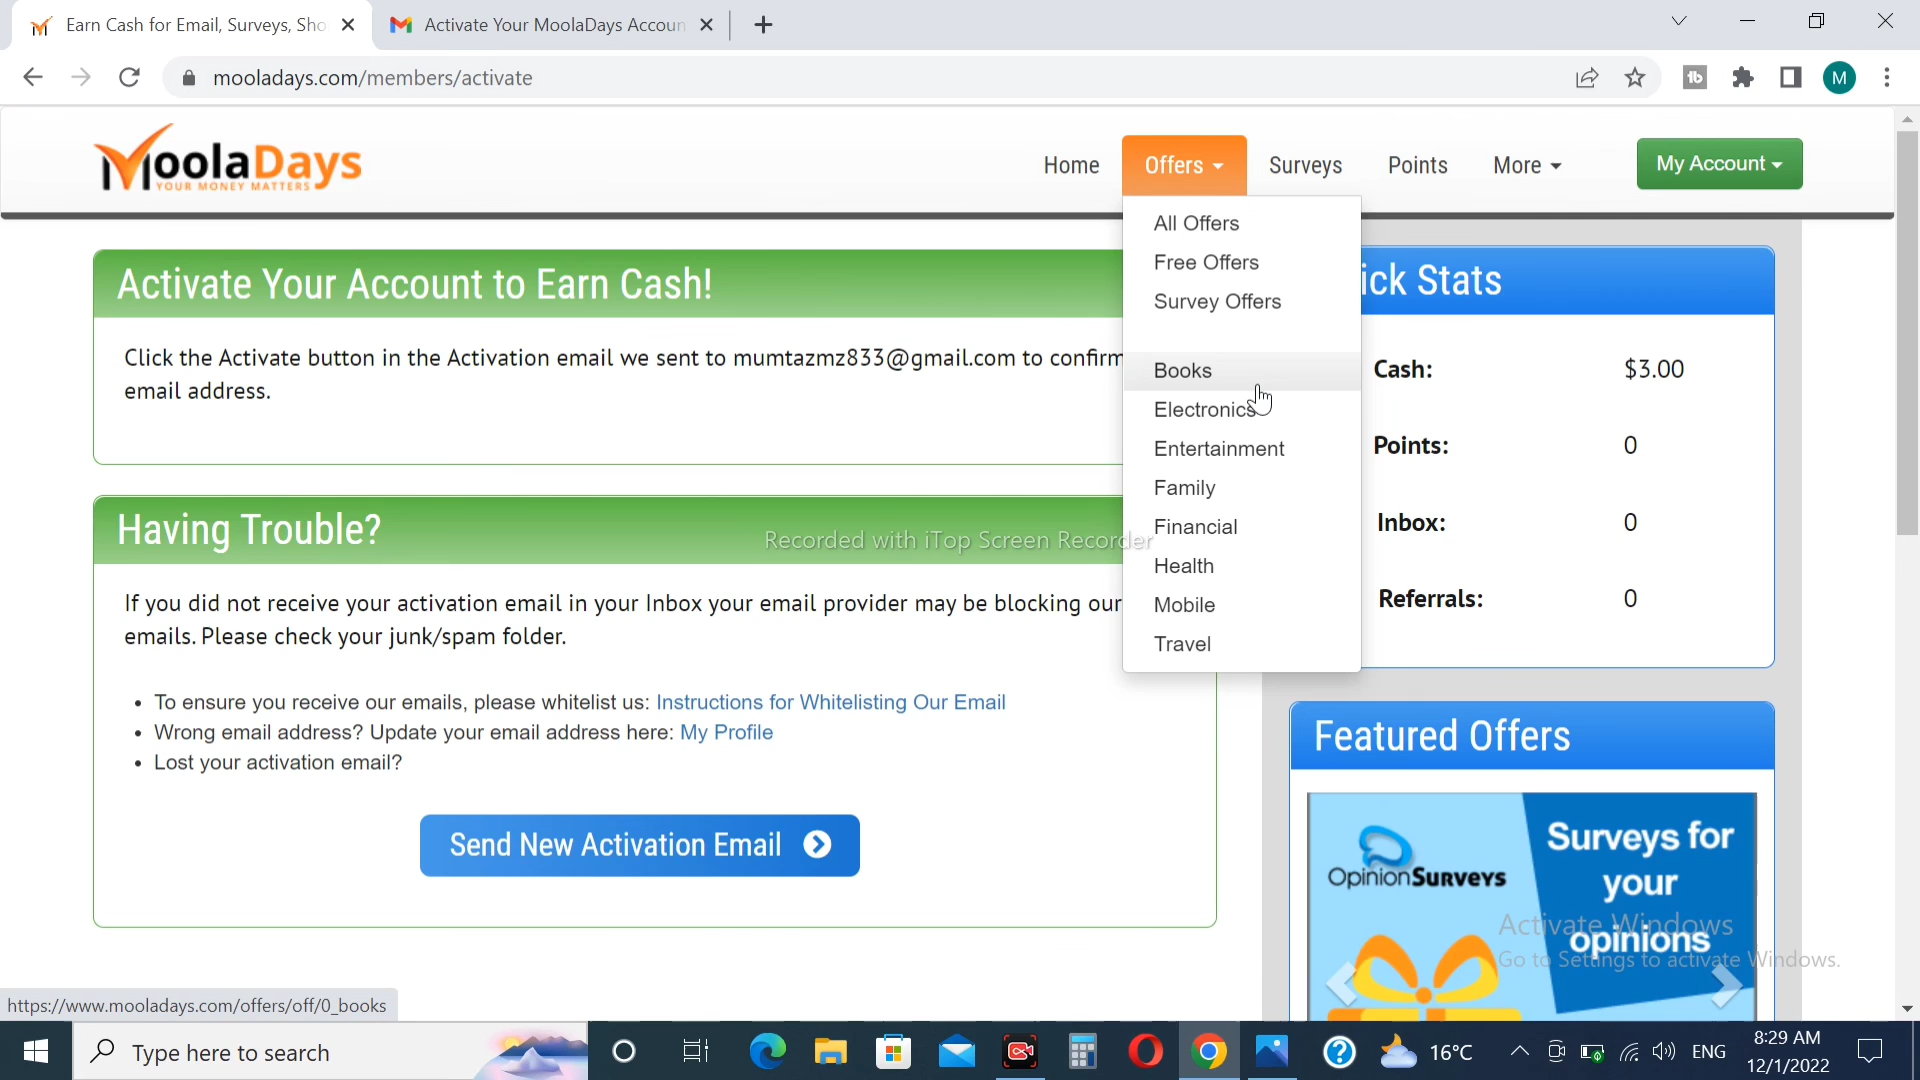 Earn Cash for Email, Surveys, Sho
Activate Your MoolaDays Accoun
mooladays.com/members/activate
M
MoolaDays
YOUR MONEY MATTERS
Home
Offers
Surveys
Points
More
My Account
All Offers
Free Offers
Survey Offers
Books
Electronics
Entertainment
Family
Financial
Health
Mobile
Travel
Activate Your Account to Earn Cash!
Click the Activate button in the Activation email we sent to mumtazmz833@gmail.com to confirm
email address.
Having Trouble?
Recorded with iTop Screen Recorder
If you did not receive your activation email in your Inbox your email provider may be blocking our
emails. Please check your junk/spam folder.
• To ensure you receive our emails, please whitelist us: Instructions for Whitelisting Our Email
• Wrong email address? Update your email address here: My Profile
• Lost your activation email?
Send New Activation Email
ick Stats
Cash: $3.00
Points: 0
Inbox: 0
Referrals: 0
Featured Offers
OpinionSurveys
Surveys for
your
opinions
Activate Windows
Go to Settings to activate Windows.
https://www.mooladays.com/offers/off/0_books
Type here to search
16°C
ENG
8:29 AM
12/1/2022